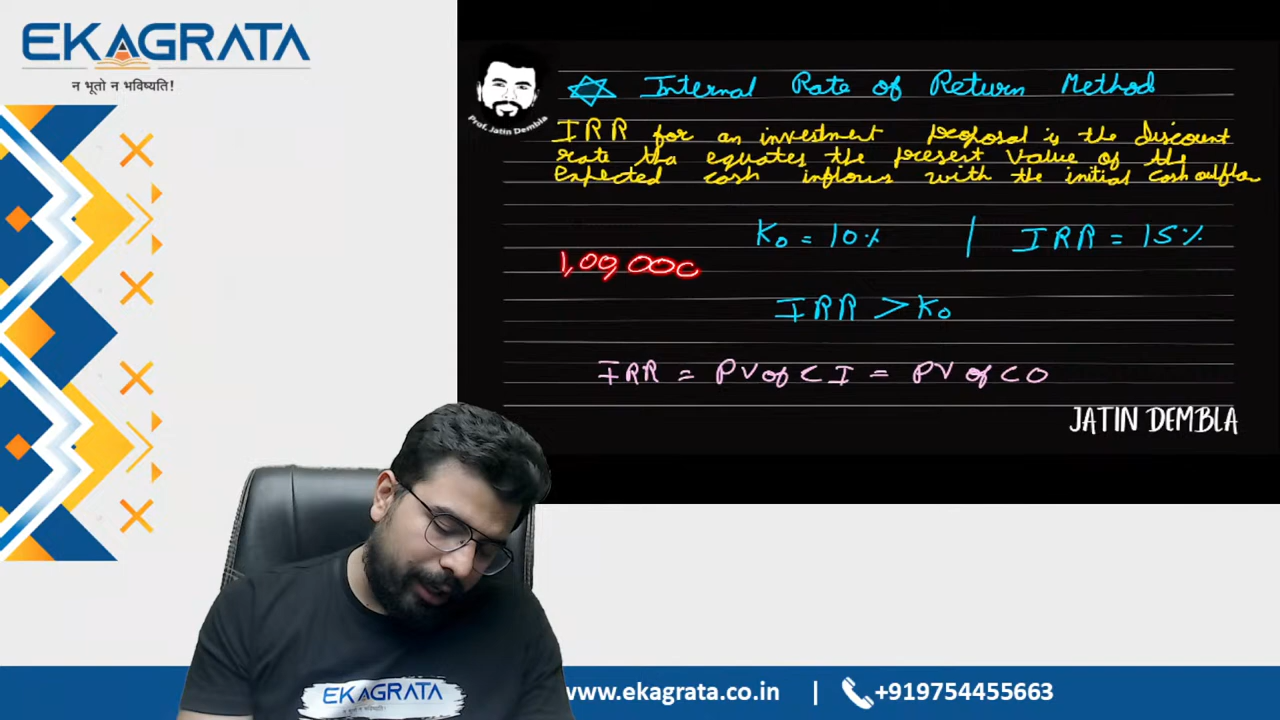 EKAGRATA
न भूतो न भविष्यति!
Prof. Jatin Dembla
Internal Rate of Return Method
IRR for an investment proposal is the Discount
rate tha equates the present value of the
Expected cash inflows with the initial cash outflow
K₀ = 10% | IRR = 15%
1,00,000
IRR > K₀
IRR = PV of CI = PV of CO
JATIN DEMBLA
EKAGRATA
www.ekagrata.co.in | +919754455663